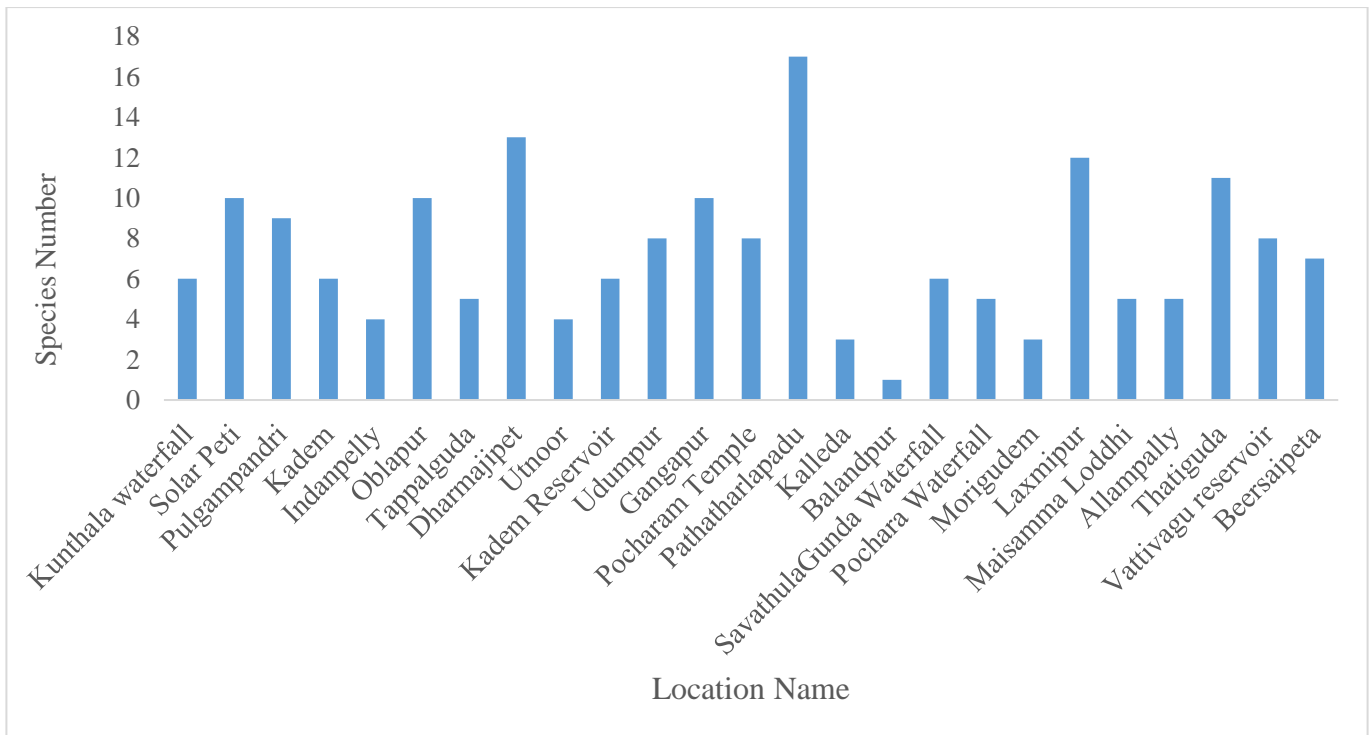 18
16
14
12
10
8
6
4
2
0
Species Number
Kunthala waterfall
Solar Peti
Pulgampandri
Kadem
Indanpelly
Oblapur
Tappalguda
Dharmajipet
Utnoor
Kadem Reservoir
Udumpur
Gangapur
Pocharam Temple
Pathatharlapadu
Kalleda
Balandpur
SavathulaGunda Waterfall
Pochara Waterfall
Morigudem
Laxmipur
Maisamma Loddhi
Allampally
Thatiguda
Vattivagu reservoir
Beersaipeta
Location Name